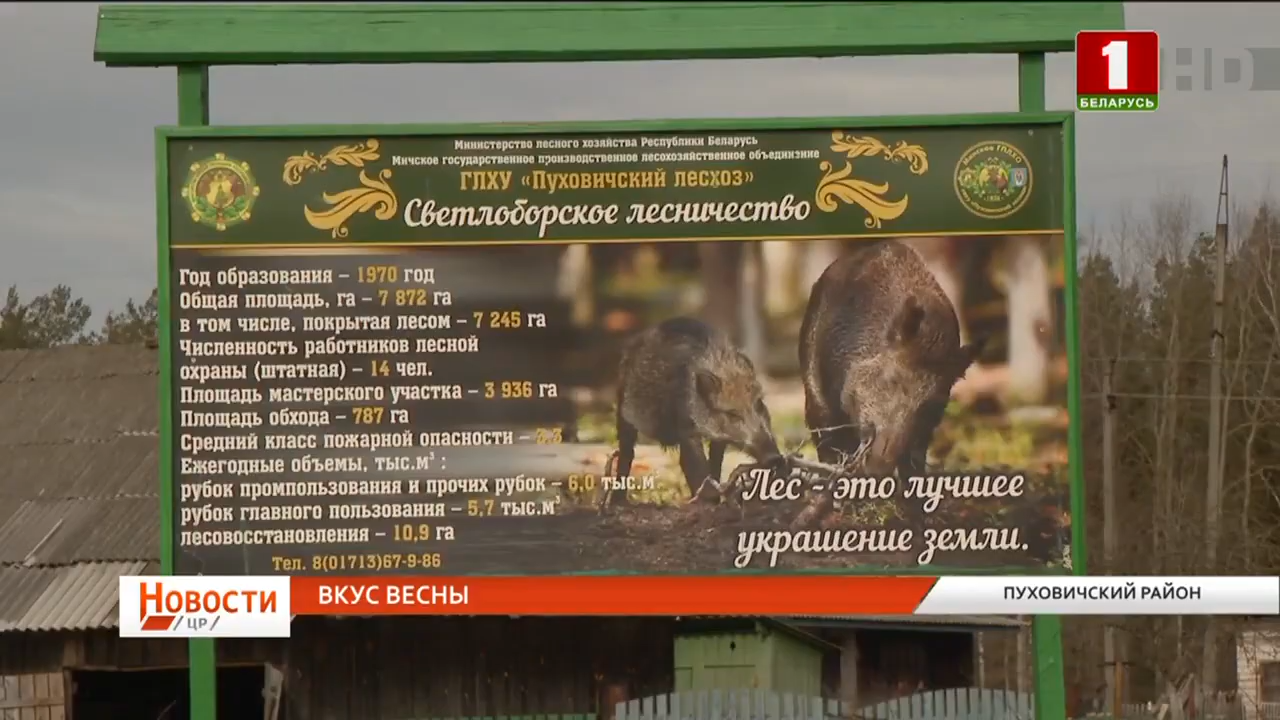 1
HD
БЕЛАРУСЬ
Министерство лесного хозяйства Республики Беларусь
Минское государственное производственное лесохозяйственное объединение
ГЛХУ «Пуховичский лесхоз»
Светлоборское лесничество
Год образования – 1970 год
Общая площадь, га – 7 872 га
в том числе, покрытая лесом – 7 245 га
Численность работников лесной
охраны (штатная) – 14 чел.
Площадь мастерского участка – 3 936 га
Площадь обхода – 787 га
Средний класс пожарной опасности – 3,3
Ежегодные объемы, тыс.м³ :
рубок промпользования и прочих рубок – 6,0 тыс.м³
рубок главного пользования – 5,7 тыс.м³
лесовосстановления – 10,9 га
Тел. 8(01713)67-9-86
Лес - это лучшее
украшение земли.
НОВОСТИ
/ЦР/
ВКУС ВЕСНЫ
ПУХОВИЧСКИЙ РАЙОН